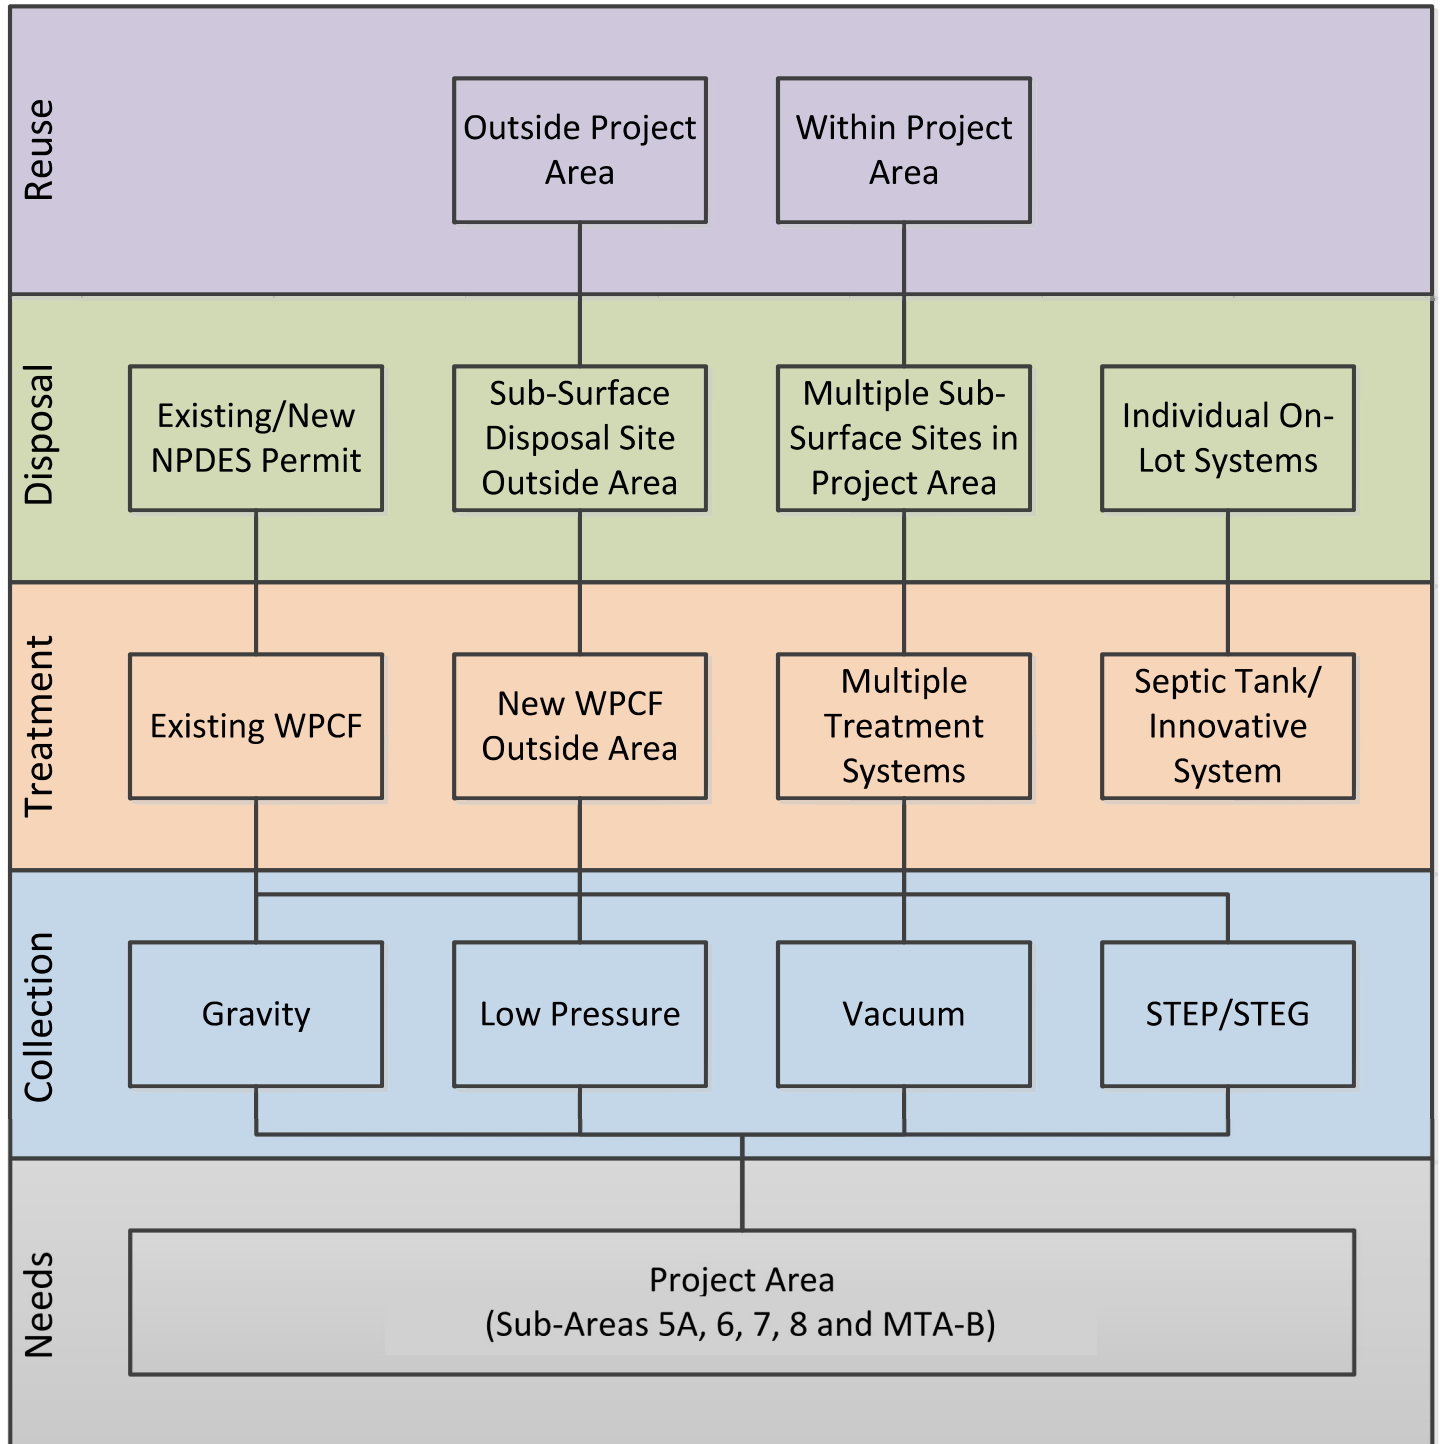 Reuse
Outside Project
Area
Within Project
Area
Disposal
Existing/New
NPDES Permit
Sub-Surface
Disposal Site
Outside Area
Multiple Sub-
Surface Sites in
Project Area
Individual On-
Lot Systems
Treatment
Existing WPCF
New WPCF
Outside Area
Multiple
Treatment
Systems
Septic Tank/
Innovative
System
Collection
Gravity
Low Pressure
Vacuum
STEP/STEG
Needs
Project Area
(Sub-Areas 5A, 6, 7, 8 and MTA-B)